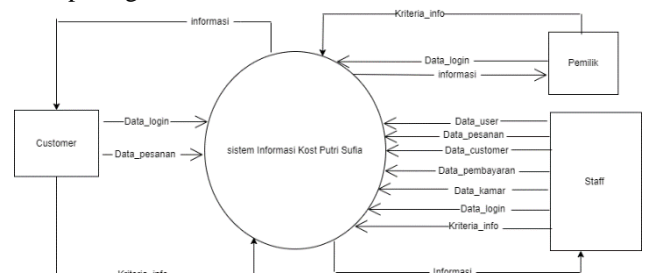 informasi
Kriteria_info
Data_login
informasi
Pemilik
Customer
Data_login
Data_pesanan
sistem Informasi Kost Putri Sufia
Data_user
Data_pesanan
Data_customer
Data_pembayaran
Data_kamar
Data_login
Kriteria_info
Staff
Kriteria_info
Informasi